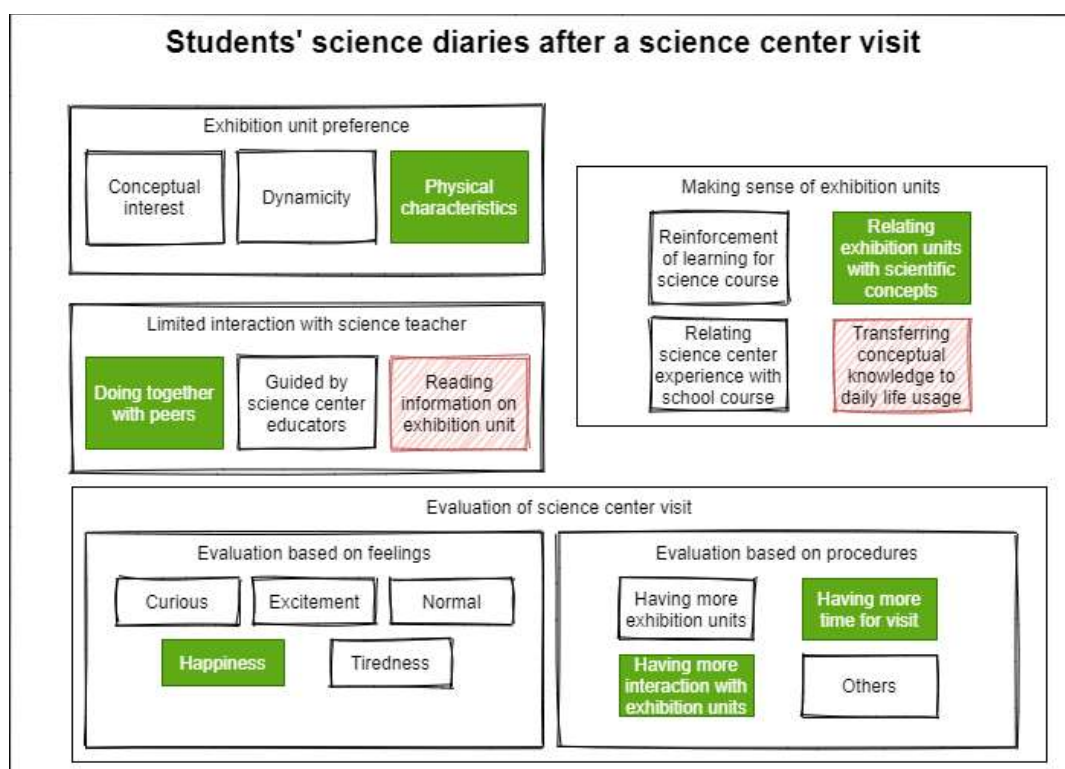 Students' science diaries after a science center visit
Exhibition unit preference
Conceptual
interest
Dynamicity
Physical
characteristics
Limited interaction with science teacher
Doing together
with peers
Guided by
science center
educators
Reading
information on
exhibition unit
Making sense of exhibition units
Reinforcement
of learning for
science course
Relating
exhibition units
with scientific
concepts
Relating
science center
experience with
school course
Transferring
conceptual
knowledge to
daily life usage
Evaluation of science center visit
Evaluation based on feelings
Curious
Excitement
Normal
Happiness
Tiredness
Evaluation based on procedures
Having more
exhibition units
Having more
time for visit
Having more
interaction with
exhibition units
Others